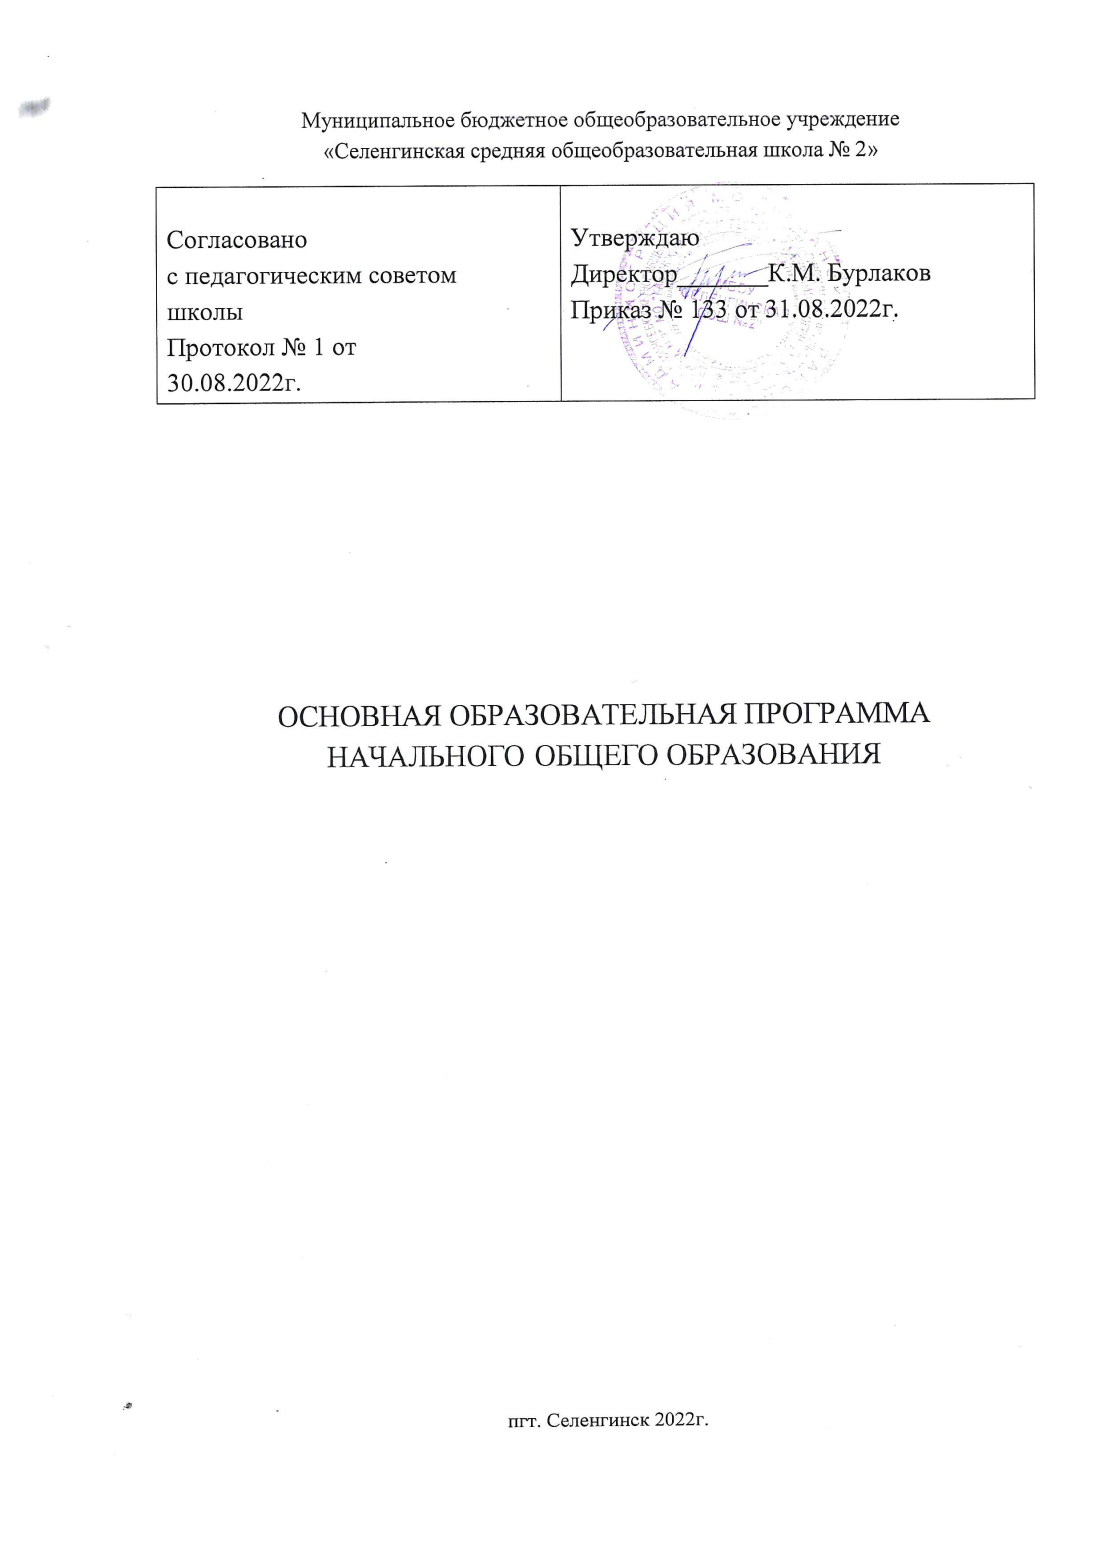 Муниципальное бюджетное общеобразовательное учреждение
«Селенгинская средняя общеобразовательная школа № 2»
Согласовано
с педагогическим советом
школы
Протокол № 1 от
30.08.2022г.
Утверждаю
Директор_______К.М. Бурлаков
Приказ № 133 от 31.08.2022г.
ОСНОВНАЯ ОБРАЗОВАТЕЛЬНАЯ ПРОГРАММА
НАЧАЛЬНОГО ОБЩЕГО ОБРАЗОВАНИЯ
пгт. Селенгинск 2022г.